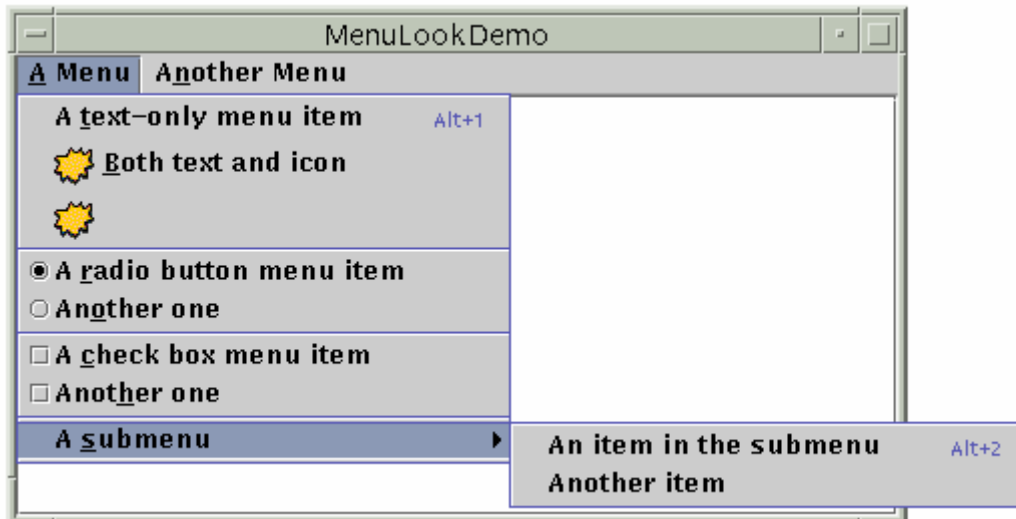 MenuLookDemo
A Menu Another Menu
A text-only menu item Alt+1
Both text and icon
A radio button menu item
Another one
A check box menu item
Another one
A submenu
An item in the submenu Alt+2
Another item